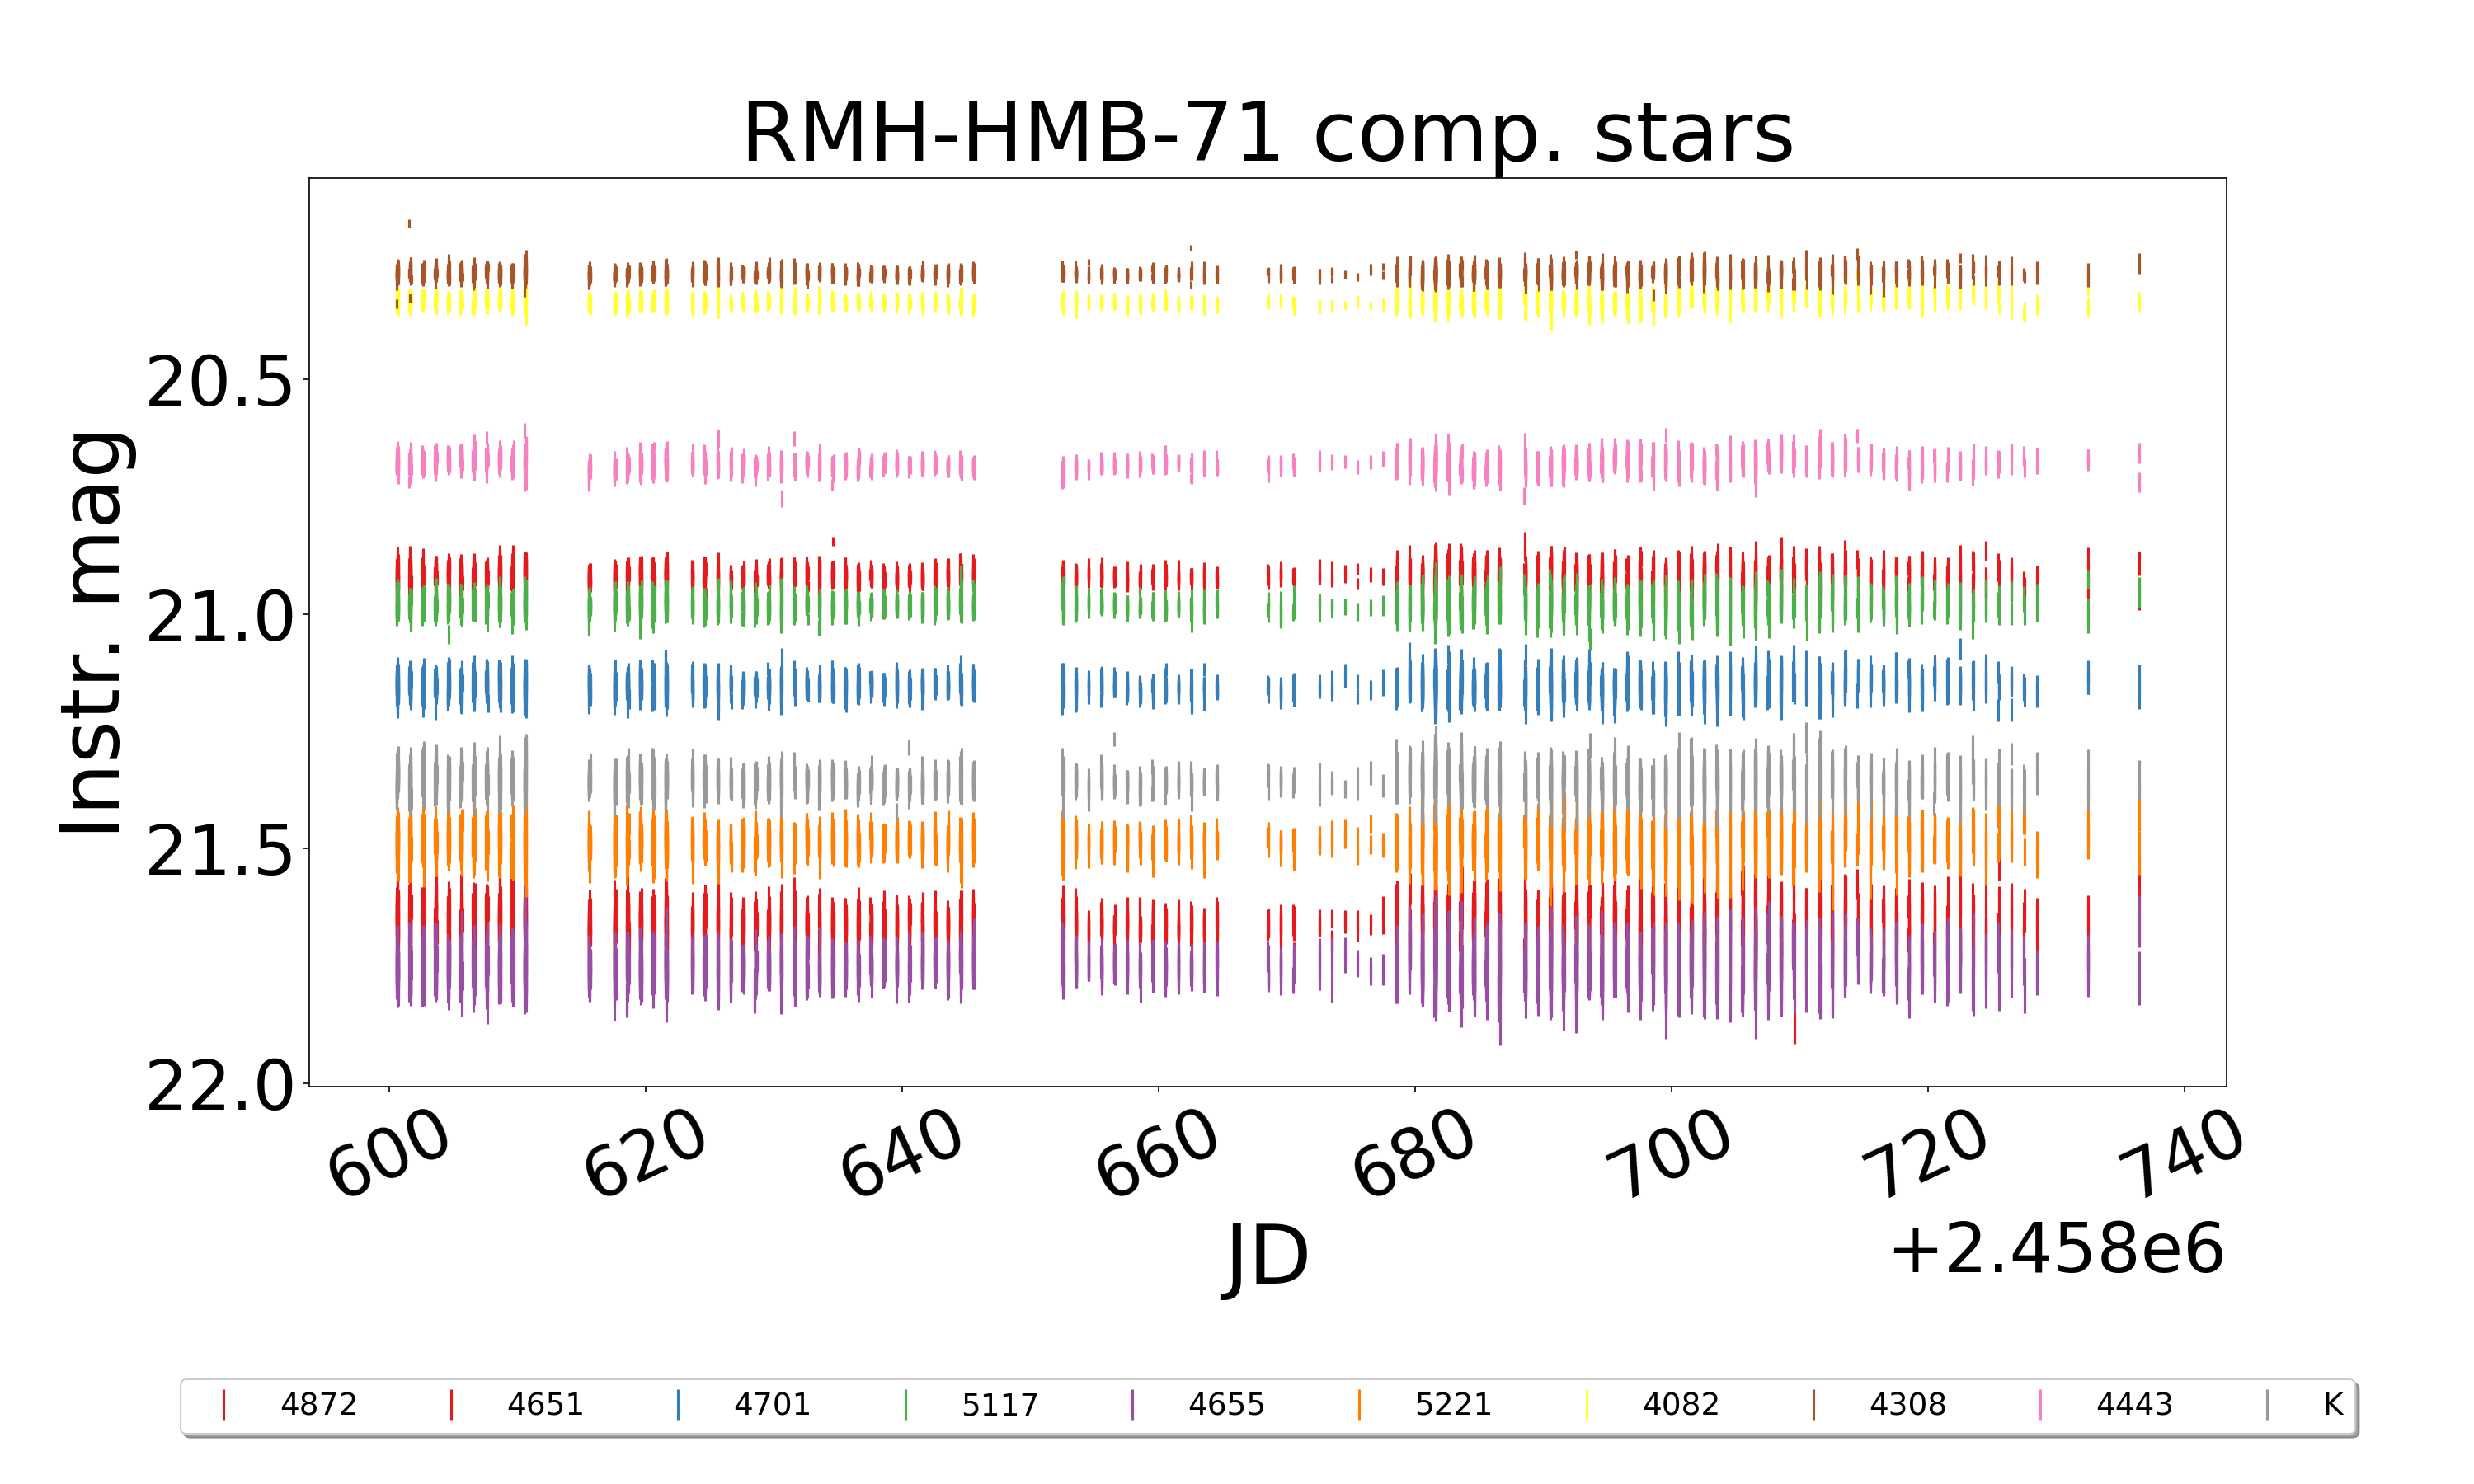 RMH-HMB-71 comp. stars
Instr. mag
20.5
21.0
21.5
22.0
600 620 640 660 680 700 720 740
JD
+2.458e6
4872 4651 4701 5117 4655 5221 4082 4308 4443 K